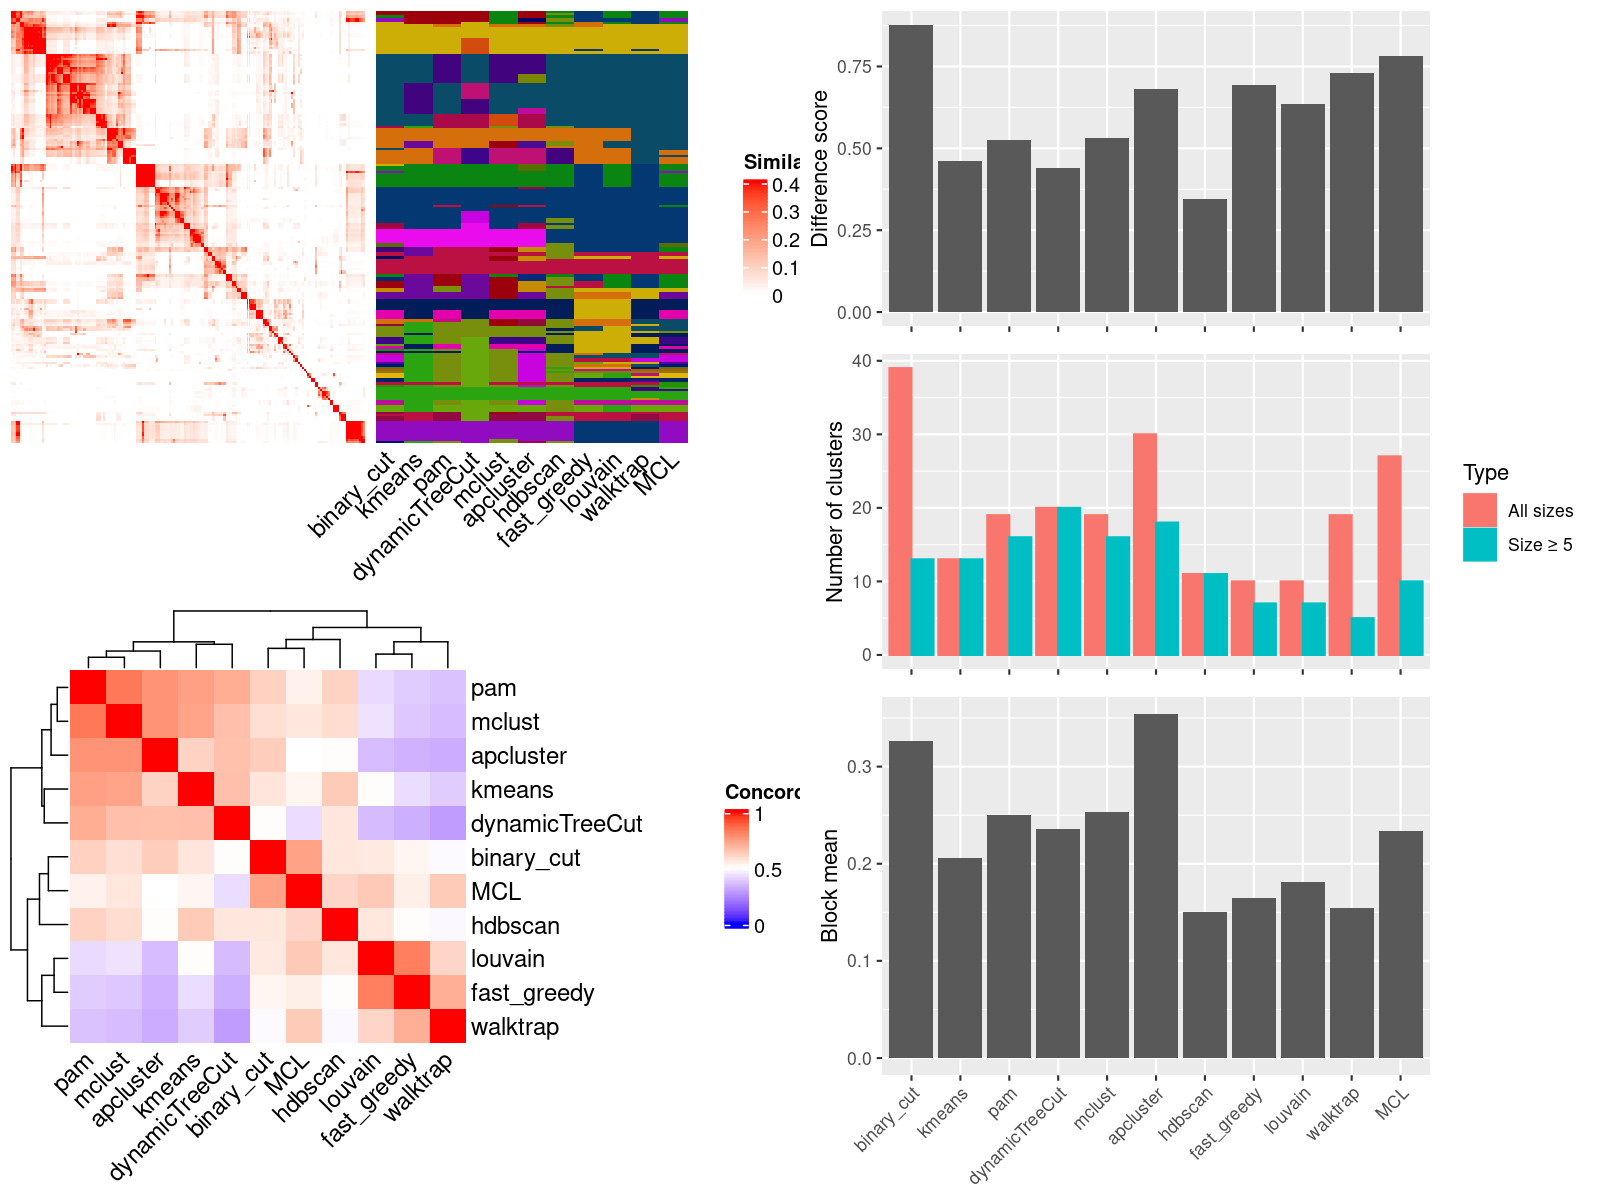 Simila
0.4
0.3
0.2
0.1
0
binary_cut
kmeans
pam
dynamicTreeCut
mclust
apcluster
hdbscan
fast_greedy
louvain
walktrap
MCL
Concord
1
0.5
0
pam
mclust
apcluster
kmeans
dynamicTreeCut
binary_cut
MCL
hdbscan
louvain
fast_greedy
walktrap
pam
mclust
apcluster
kmeans
dynamicTreeCut
binary_cut
MCL
hdbscan
louvain
fast_greedy
walktrap
Difference score
0.75
0.50
0.25
0.00
Number of clusters
40
30
20
10
0
Type
All sizes
Size ≥ 5
Block mean
0.3
0.2
0.1
0.0
binary_cut
kmeans
pam
dynamicTreeCut
mclust
apcluster
hdbscan
fast_greedy
louvain
walktrap
MCL